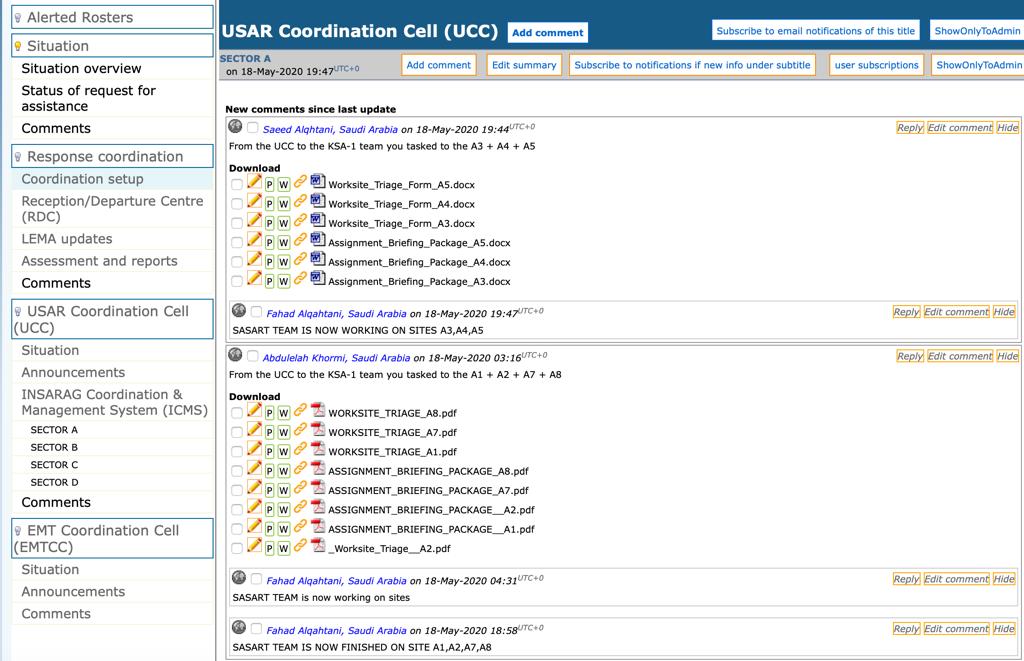 Alerted Rosters
Situation
Situation overview
Status of request for
assistance
Comments
Response coordination
Coordination setup
Reception/Departure Centre
(RDC)
LEMA updates
Assessment and reports
Comments
USAR Coordination Cell
(UCC)
Situation
Announcements
INSARAG Coordination &
Management System (ICMS)
SECTOR A
SECTOR B
SECTOR C
SECTOR D
Comments
EMT Coordination Cell
(EMTCC)
Situation
Announcements
Comments
USAR Coordination Cell (UCC) Add comment Subscribe to email notifications of this title ShowOnlyToAdmin
SECTOR A
on 18-May-2020 19:47UTC+0 Add comment Edit summary Subscribe to notifications if new info under subtitle user subscriptions ShowOnlyToAdmin
New comments since last update
Saeed Alqhtani, Saudi Arabia on 18-May-2020 19:44UTC+0 Reply Edit comment Hide
From the UCC to the KSA-1 team you tasked to the A3 + A4 + A5
Download
P W Worksite_Triage_Form_A5.docx
P W Worksite_Triage_Form_A4.docx
P W Worksite_Triage_Form_A3.docx
P W Assignment_Briefing_Package_A5.docx
P W Assignment_Briefing_Package_A4.docx
P W Assignment_Briefing_Package_A3.docx
Fahad Alqahtani, Saudi Arabia on 18-May-2020 19:47UTC+0 Reply Edit comment Hide
SASART TEAM IS NOW WORKING ON SITES A3,A4,A5
Abdulelah Khormi, Saudi Arabia on 18-May-2020 03:16UTC+0 Reply Edit comment Hide
From the UCC to the KSA-1 team you tasked to the A1 + A2 + A7 + A8
Download
P W WORKSITE_TRIAGE_A8.pdf
P W WORKSITE_TRIAGE_A7.pdf
P W WORKSITE_TRIAGE_A1.pdf
P W ASSIGNMENT_BRIEFING_PACKAGE_A8.pdf
P W ASSIGNMENT_BRIEFING_PACKAGE_A7.pdf
P W ASSIGNMENT_BRIEFING_PACKAGE__A2.pdf
P W ASSIGNMENT_BRIEFING_PACKAGE__A1.pdf
P W _Worksite_Triage__A2.pdf
Fahad Alqahtani, Saudi Arabia on 18-May-2020 04:31UTC+0 Reply Edit comment Hide
SASART TEAM is now working on sites
Fahad Alqahtani, Saudi Arabia on 18-May-2020 18:58UTC+0 Reply Edit comment Hide
SASART TEAM IS NOW FINISHED ON SITE A1,A2,A7,A8